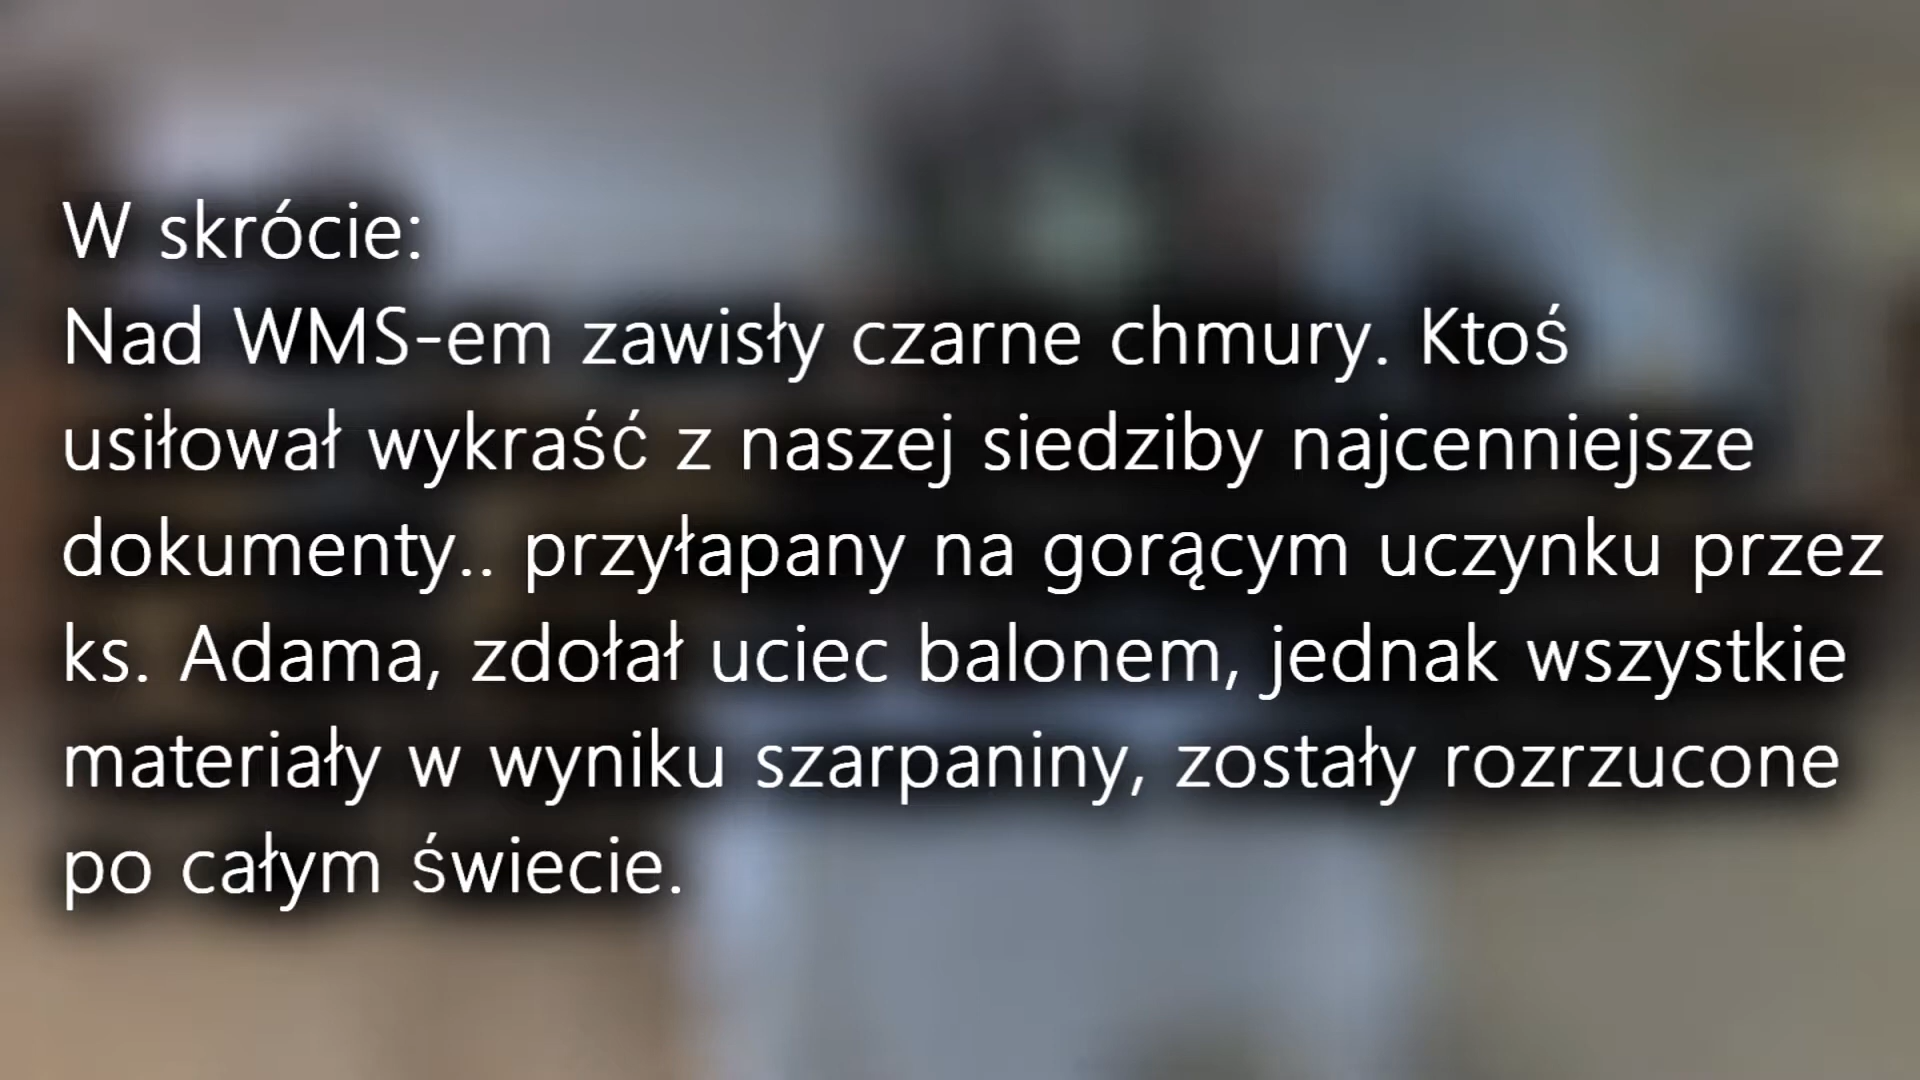 W skrócie:
Nad WMS-em zawisły czarne chmury. Ktoś
usiłował wykraść z naszej siedziby najcenniejsze
dokumenty.. przyłapany na gorącym uczynku przez
ks. Adama, zdołał uciec balonem, jednak wszystkie
materiały w wyniku szarpaniny, zostały rozrzucone
po całym świecie.